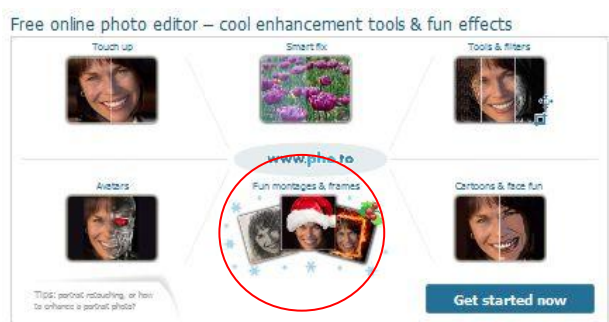 Free online photo editor – cool enhancement tools & fun effects
Touch up
Smart fix
Tools & filters
www.pho.to
Avatars
Fun montages & frames
Cartoons & face fun
Tips: portrait retouching, or how
to enhance a portrait photo?
Get started now